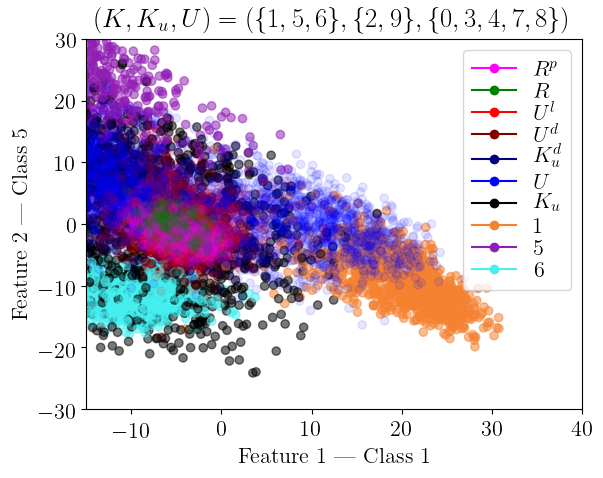 (K, K_u, U) = ({1, 5, 6}, {2, 9}, {0, 3, 4, 7, 8})
30
20
10
0
−10
−20
−30
Feature 2 — Class 5
R^p
R
U^l
U^d
K_u^d
U
K_u
1
5
6
−10 0 10 20 30 40
Feature 1 — Class 1